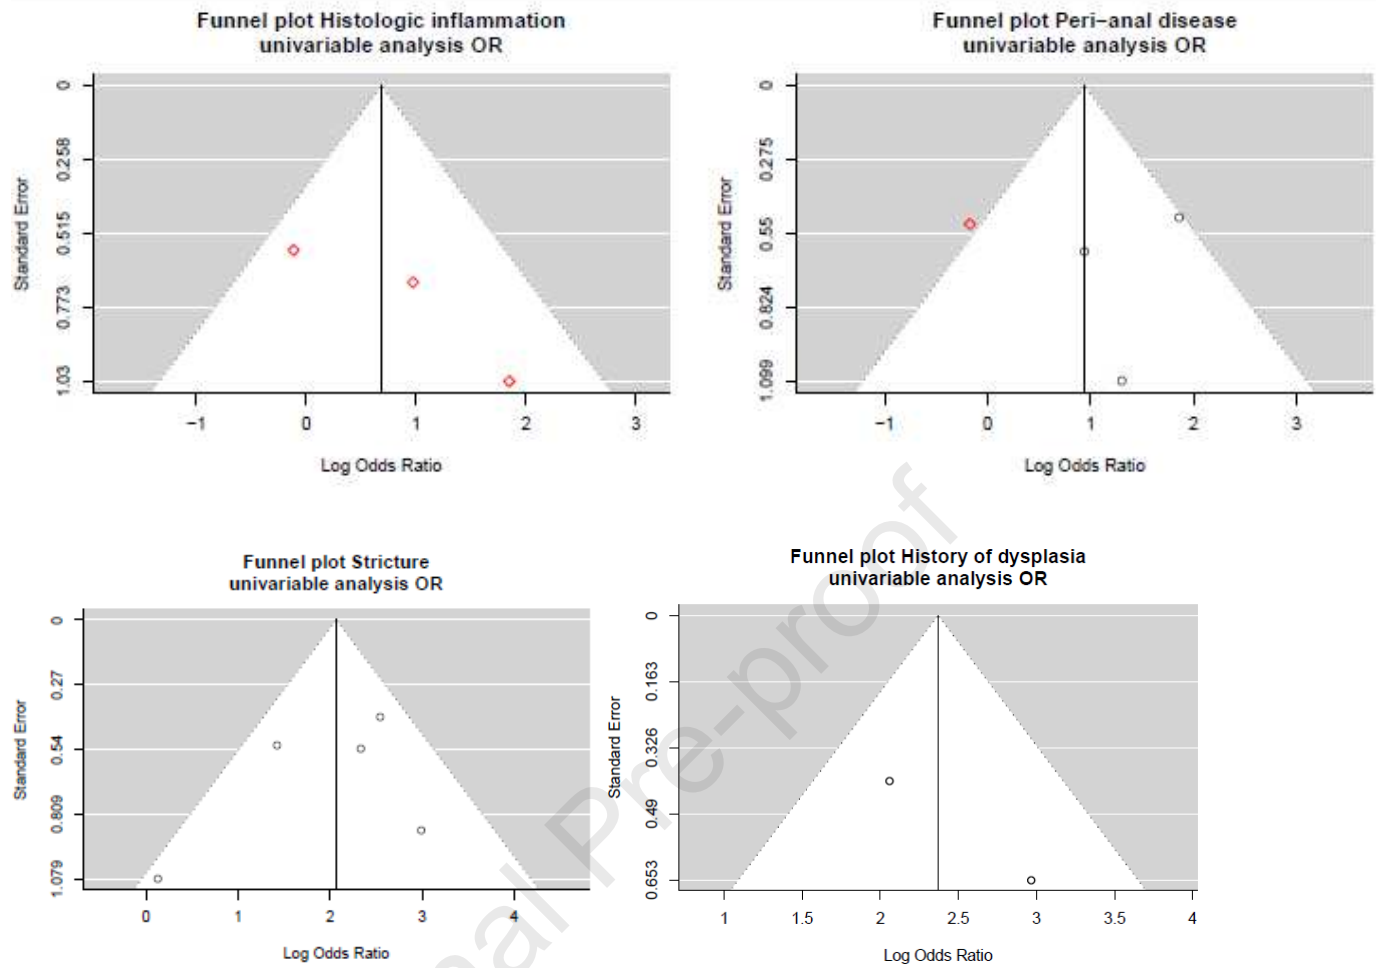 Funnel plot Histologic inflammation
univariable analysis OR
0
0.258
0.515
0.773
1.03
Standard Error
−1
0
1
2
3
Log Odds Ratio
Funnel plot Peri−anal disease
univariable analysis OR
0
0.275
0.55
0.824
1.099
Standard Error
−1
0
1
2
3
Log Odds Ratio
Funnel plot Stricture
univariable analysis OR
0
0.27
0.54
0.809
1.079
Standard Error
0
1
2
3
4
Log Odds Ratio
Funnel plot History of dysplasia
univariable analysis OR
0
0.163
0.326
0.49
0.653
Standard Error
1
1.5
2
2.5
3
3.5
4
Log Odds Ratio
nal Pre-proof